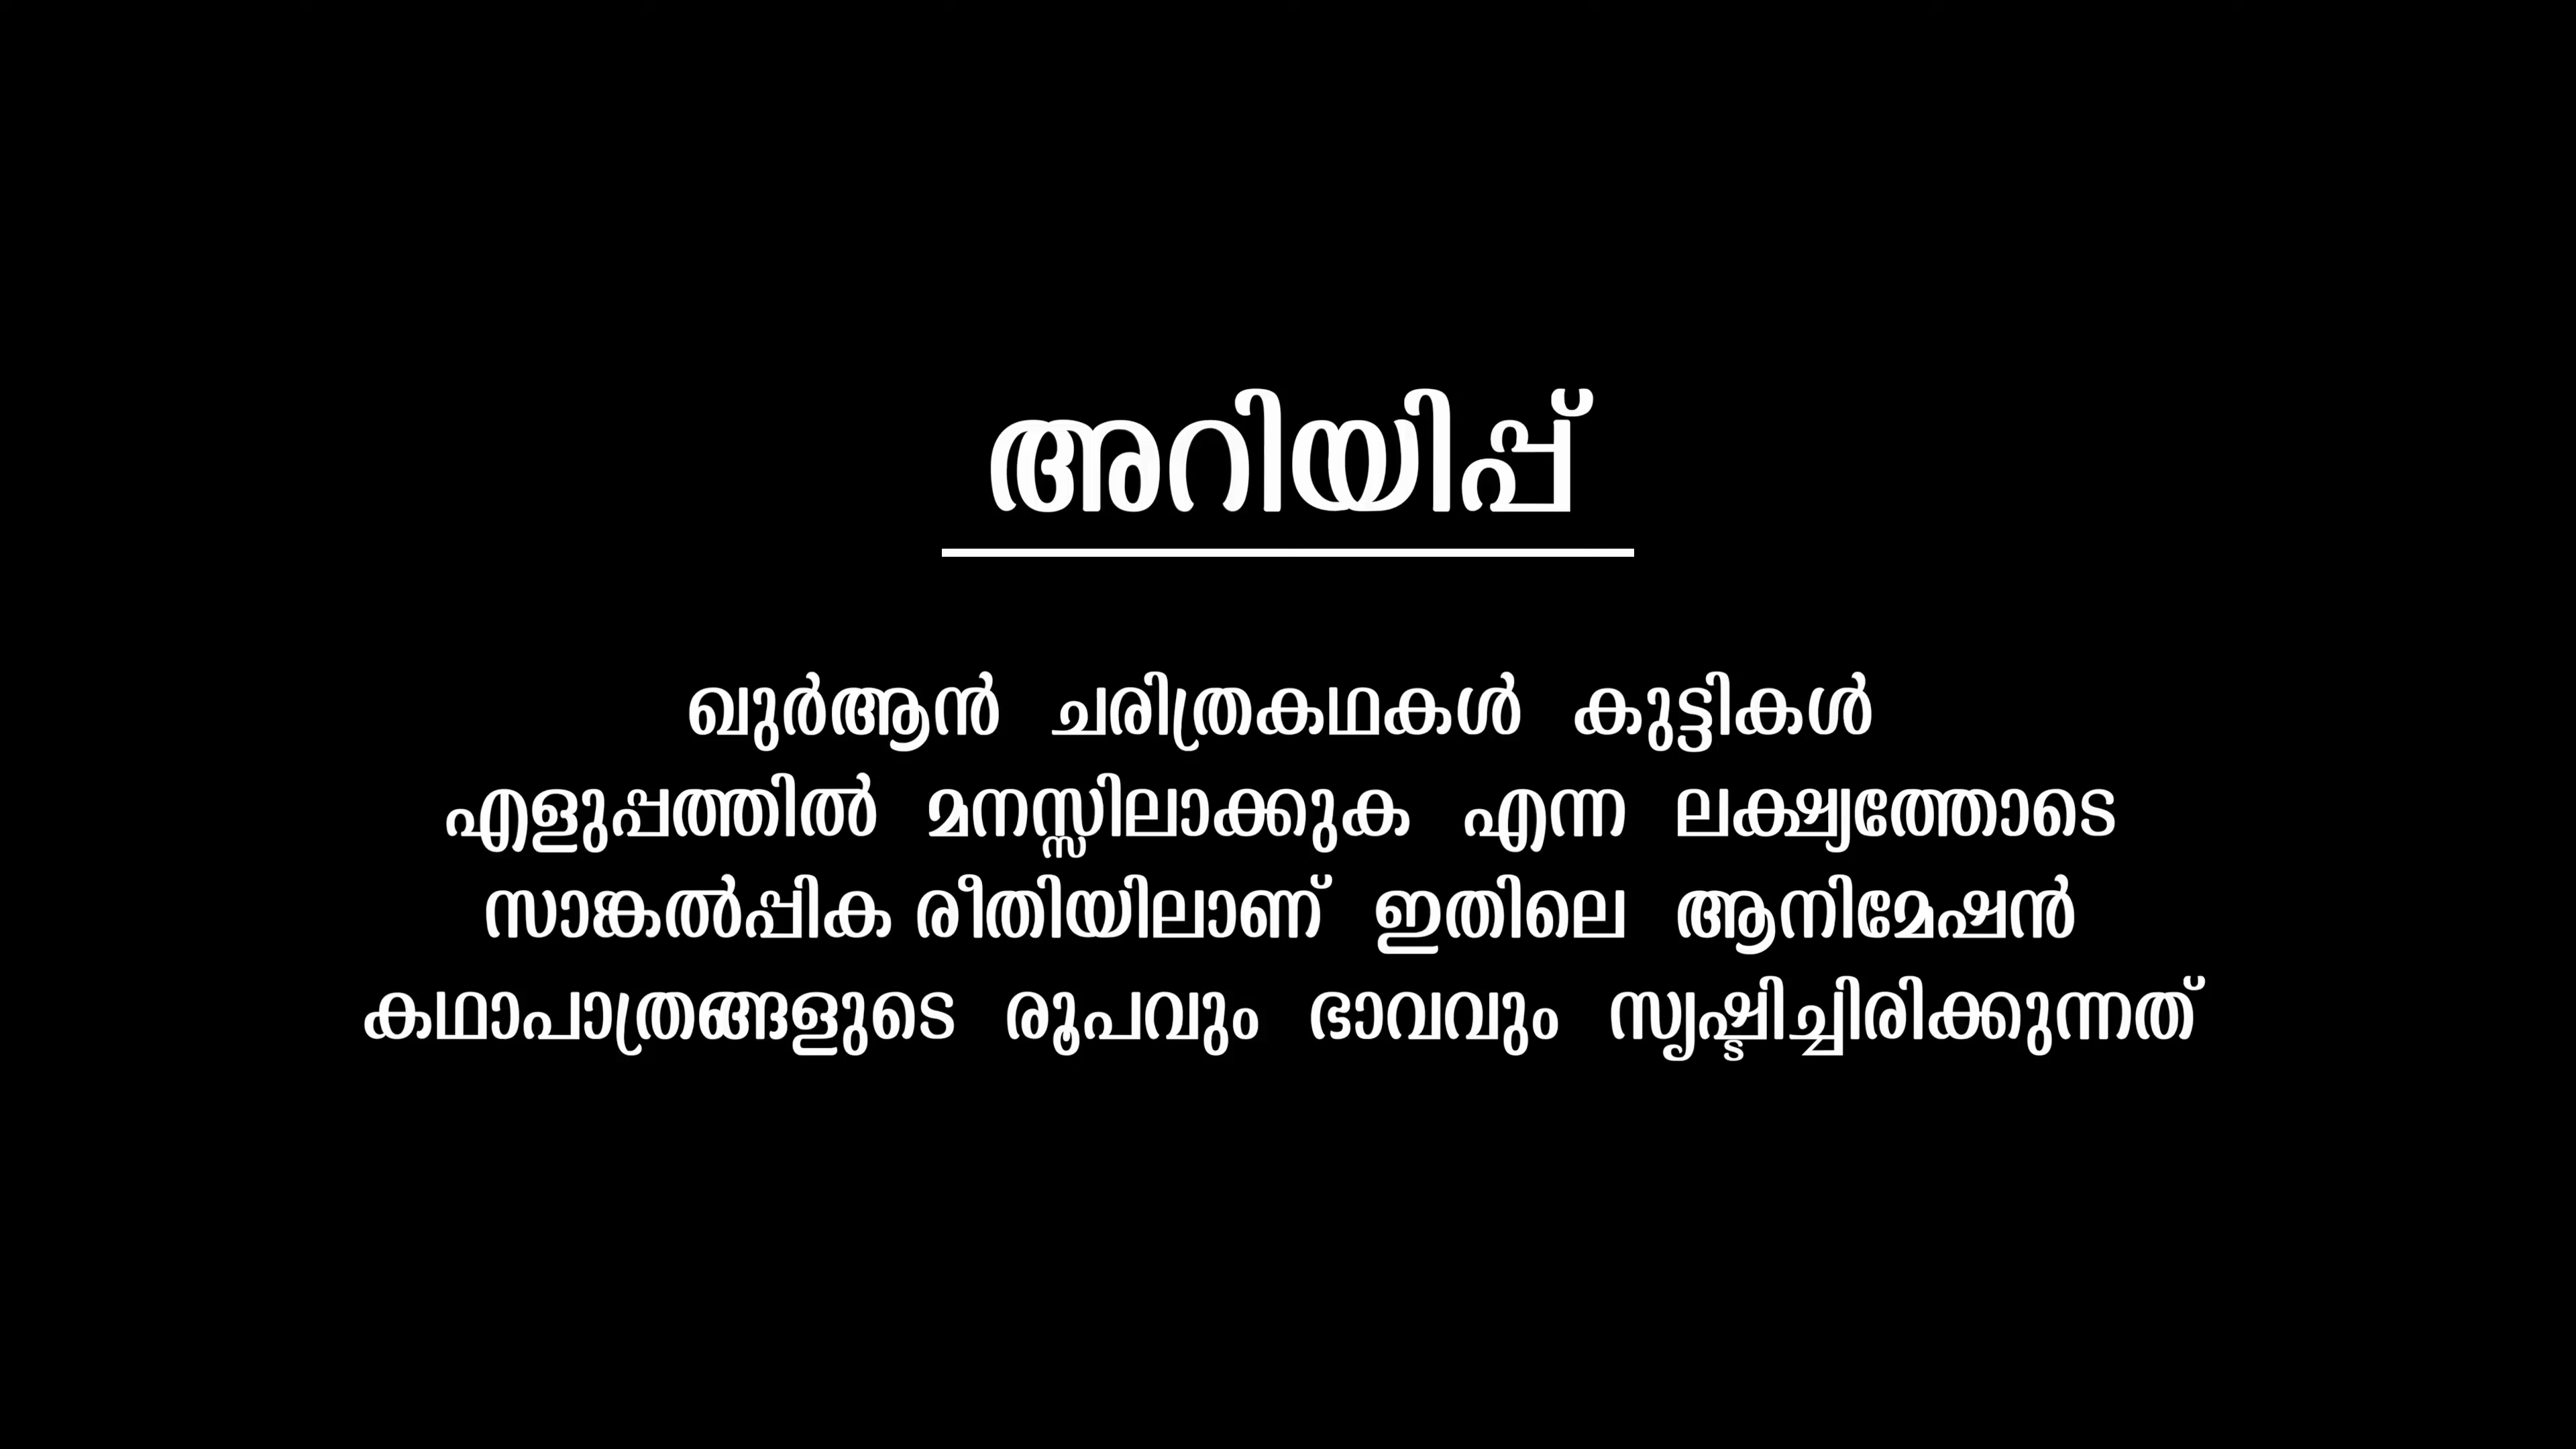 അറിയിപ്പ്
ഖുർആൻ ചരിത്രകഥകൾ കുട്ടികൾ
എളുപ്പത്തിൽ മനസ്സിലാക്കുക എന്ന ലക്ഷ്യത്തോടെ
സാങ്കൽപ്പിക രീതിയിലാണ് ഇതിലെ ആനിമേഷൻ
കഥാപാത്രങ്ങളുടെ രൂപവും ഭാവവും സൃഷ്ടിച്ചിരിക്കുന്നത്